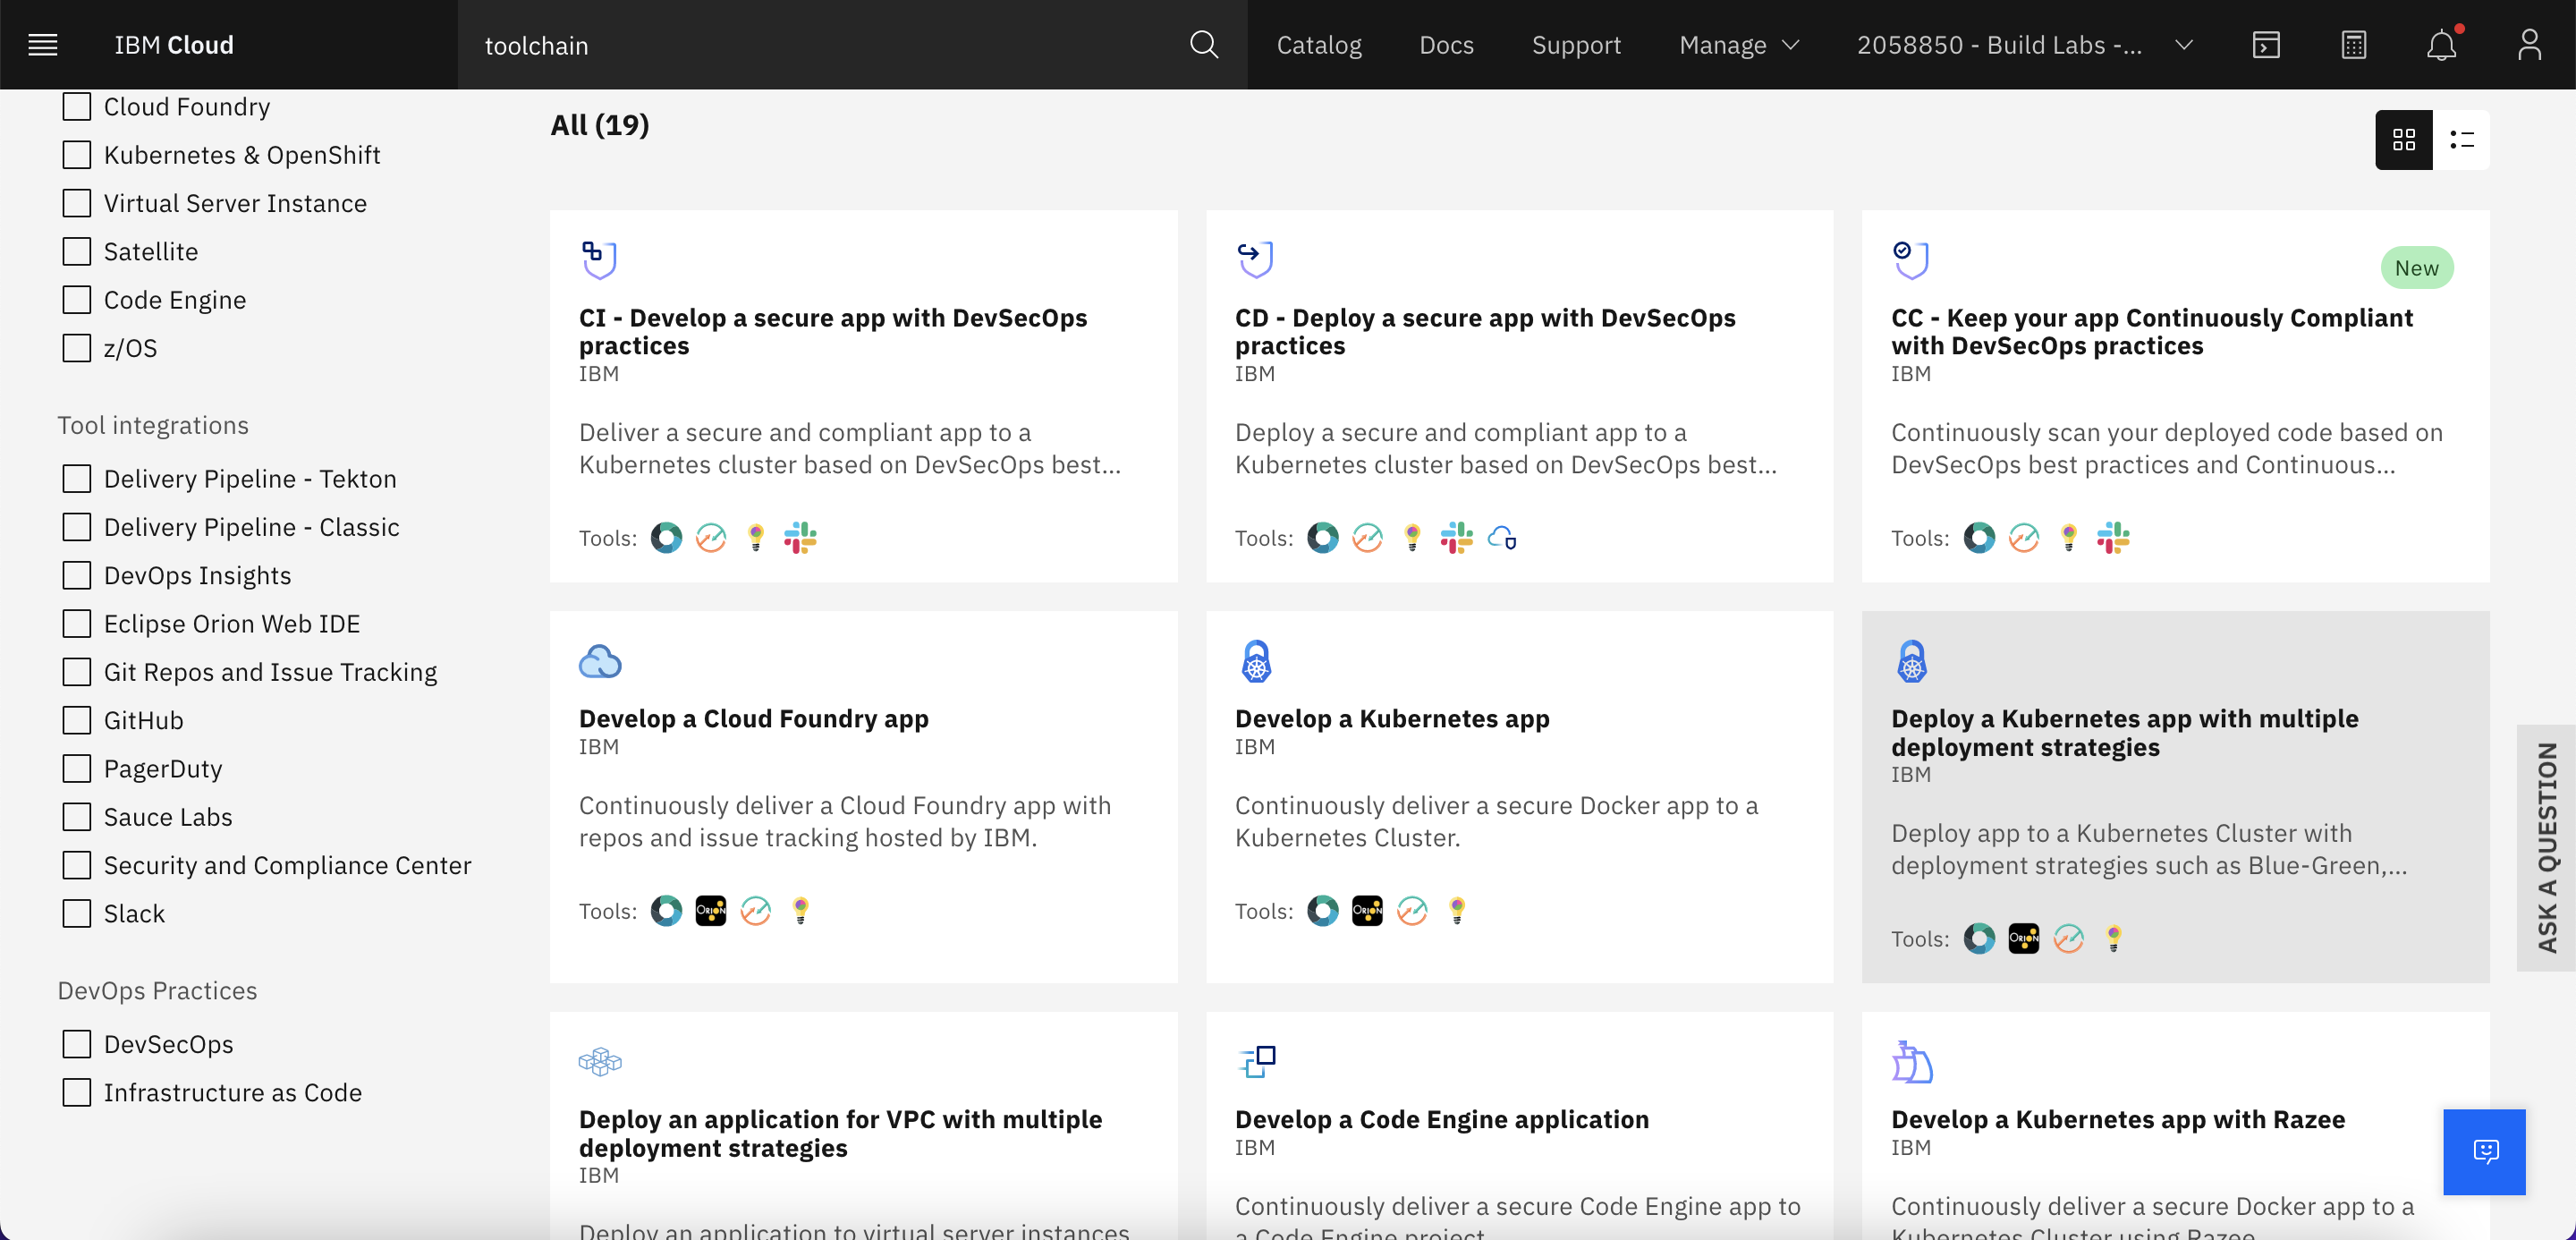 IBM Cloud
toolchain
Catalog
Docs
Support
Manage
2058850 - Build Labs -...
Cloud Foundry
Kubernetes & OpenShift
Virtual Server Instance
Satellite
Code Engine
z/OS
Tool integrations
Delivery Pipeline - Tekton
Delivery Pipeline - Classic
DevOps Insights
Eclipse Orion Web IDE
Git Repos and Issue Tracking
GitHub
PagerDuty
Sauce Labs
Security and Compliance Center
Slack
DevOps Practices
DevSecOps
Infrastructure as Code
All (19)
CI - Develop a secure app with DevSecOps
practices
IBM
Deliver a secure and compliant app to a
Kubernetes cluster based on DevSecOps best...
Tools:
CD - Deploy a secure app with DevSecOps
practices
IBM
Deploy a secure and compliant app to a
Kubernetes cluster based on DevSecOps best...
Tools:
New
CC - Keep your app Continuously Compliant
with DevSecOps practices
IBM
Continuously scan your deployed code based on
DevSecOps best practices and Continuous...
Tools:
Develop a Cloud Foundry app
IBM
Continuously deliver a Cloud Foundry app with
repos and issue tracking hosted by IBM.
Tools:
ORION
Develop a Kubernetes app
IBM
Continuously deliver a secure Docker app to a
Kubernetes Cluster.
Tools:
ORION
Deploy a Kubernetes app with multiple
deployment strategies
IBM
Deploy app to a Kubernetes Cluster with
deployment strategies such as Blue-Green,...
Tools:
ORION
Deploy an application for VPC with multiple
deployment strategies
IBM
Deploy an application to virtual server instances
Develop a Code Engine application
IBM
Continuously deliver a secure Code Engine app to
a Code Engine project
Develop a Kubernetes app with Razee
IBM
Continuously deliver a secure Docker app to a
Kubernetes Cluster using Razee
ASK A QUESTION